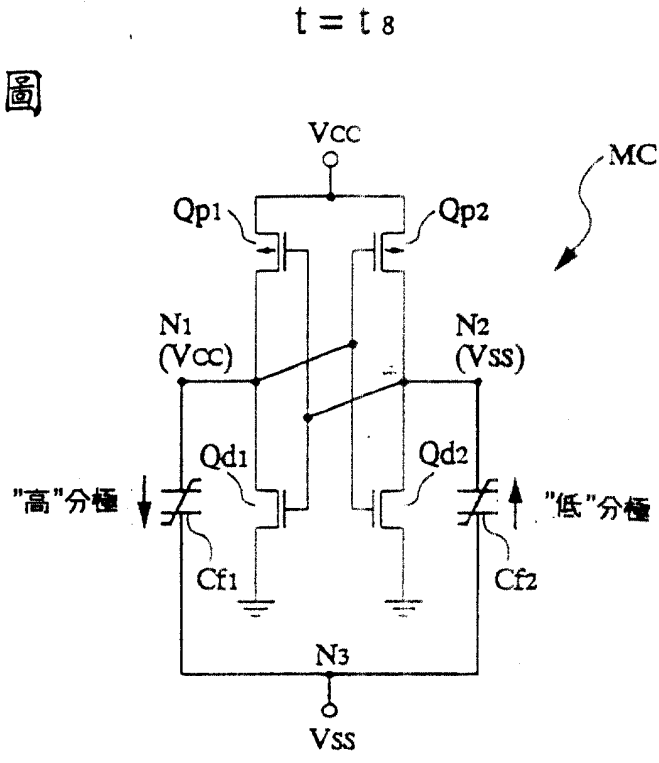 t = t8
圖
VCC
MC
Qp1
Qp2
N1
(VCC)
N2
(VSS)
Qd1
Qd2
"高"分極
"低"分極
Cf1
Cf2
N3
VSS